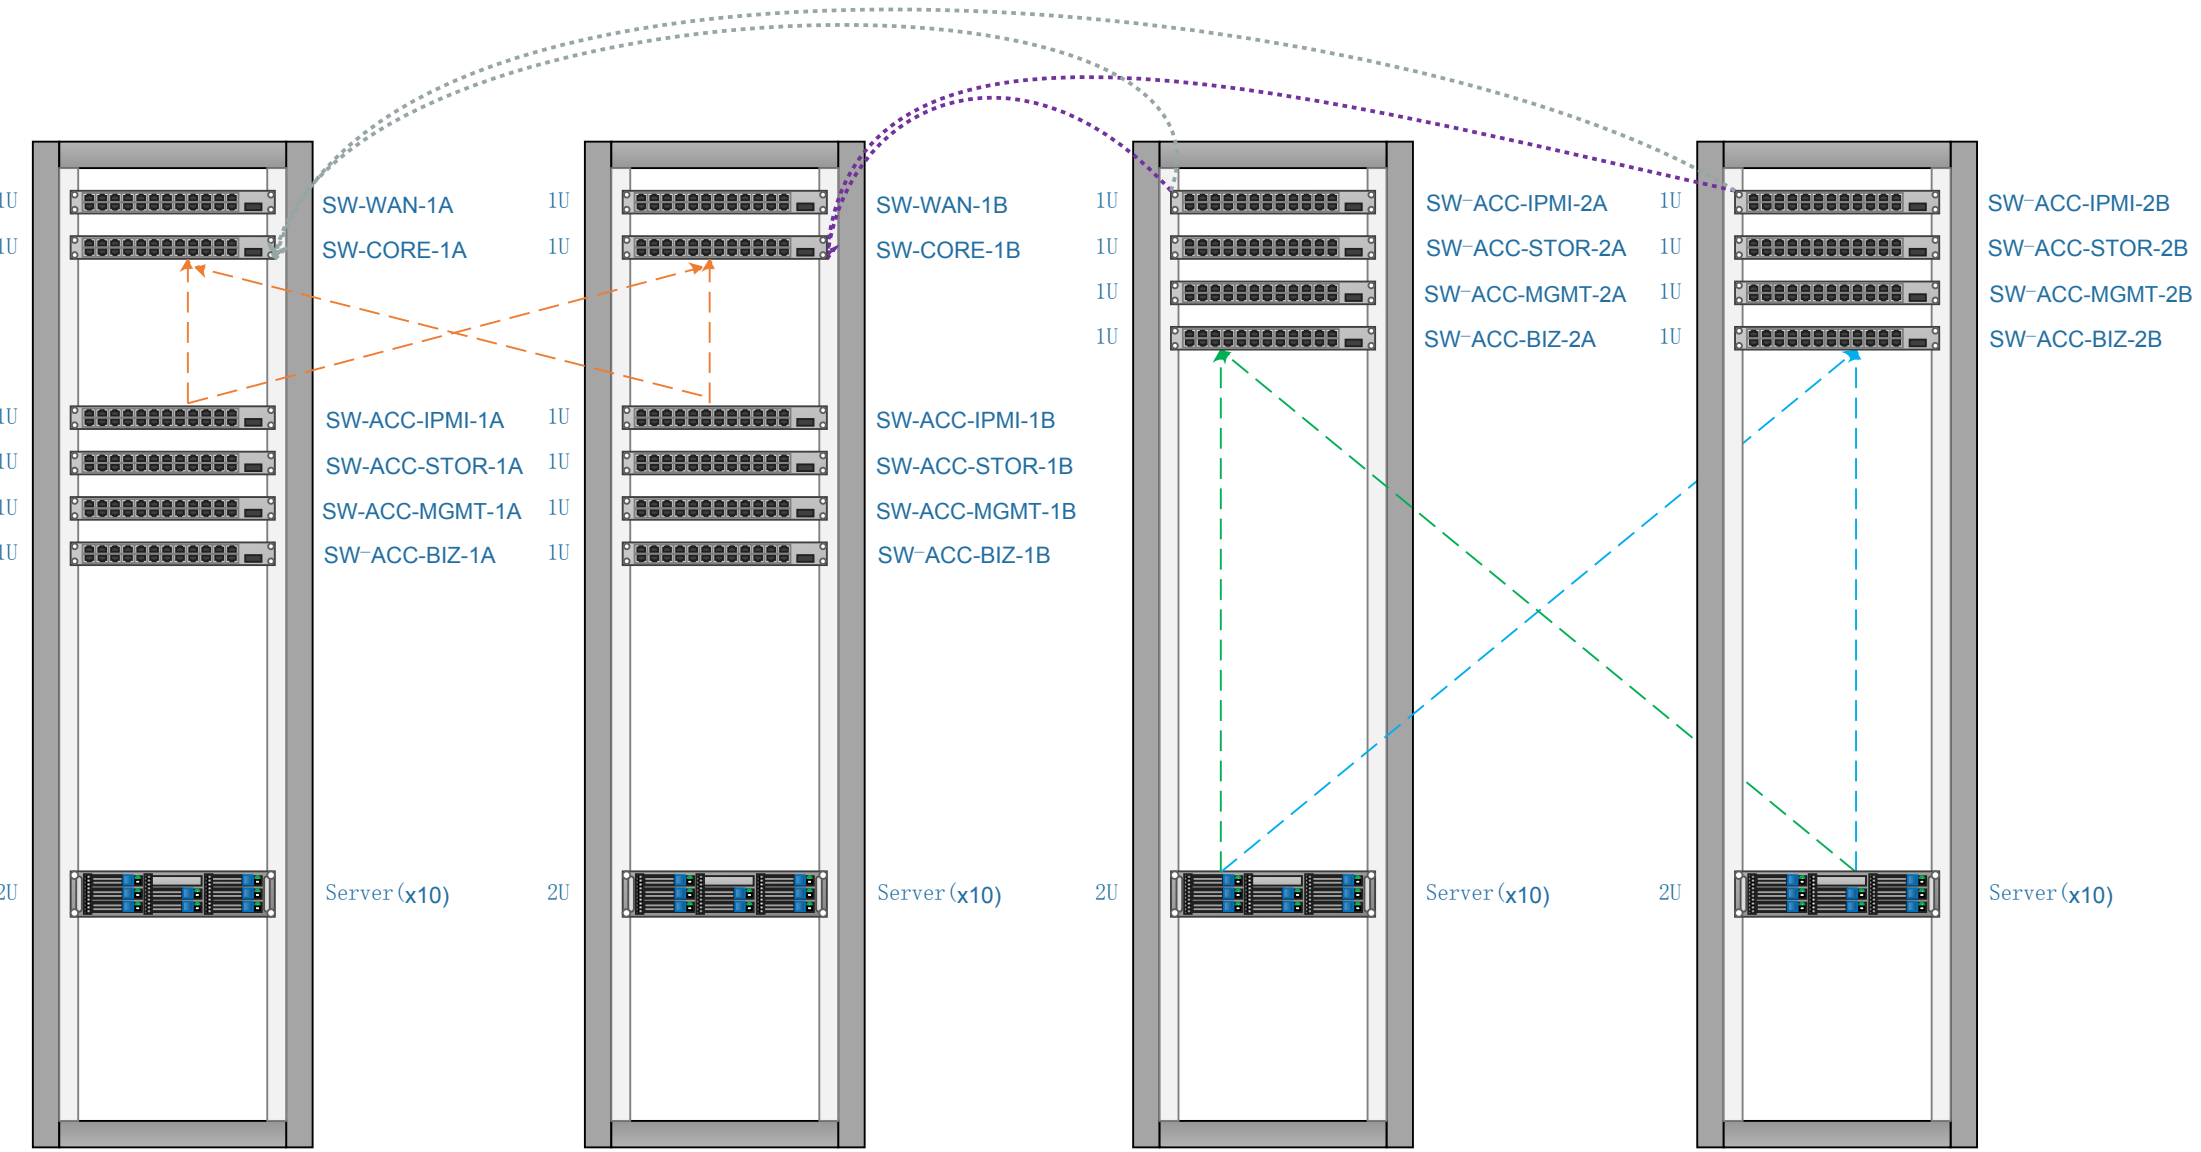 1U SW-WAN-1A 1U SW-WAN-1B 1U SW-ACC-IPMI-2A 1U SW-ACC-IPMI-2B
1U SW-CORE-1A 1U SW-CORE-1B 1U SW-ACC-STOR-2A 1U SW-ACC-STOR-2B
1U SW-ACC-MGMT-2A 1U SW-ACC-MGMT-2B
1U SW-ACC-BIZ-2A 1U SW-ACC-BIZ-2B
1U SW-ACC-IPMI-1A 1U SW-ACC-IPMI-1B
1U SW-ACC-STOR-1A 1U SW-ACC-STOR-1B
1U SW-ACC-MGMT-1A 1U SW-ACC-MGMT-1B
1U SW-ACC-BIZ-1A 1U SW-ACC-BIZ-1B
2U Server(x10) 2U Server(x10) 2U Server(x10) 2U Server(x10)